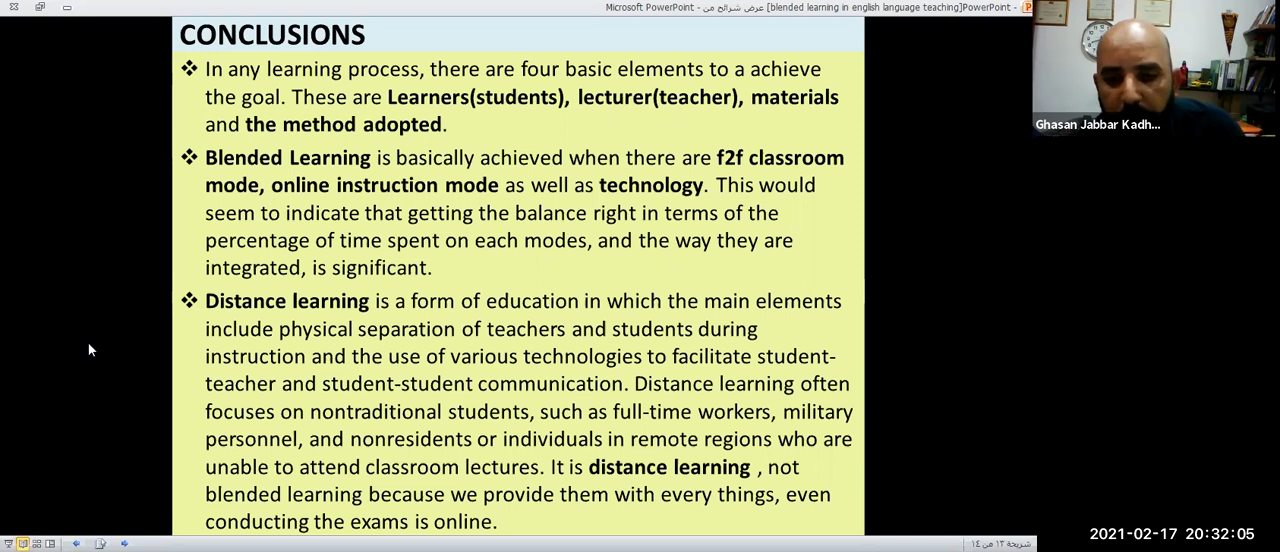 Microsoft PowerPoint - عرض شرائح من [blended learning in english language teaching]PowerPoint -
CONCLUSIONS
❖ In any learning process, there are four basic elements to a achieve
the goal. These are Learners(students), lecturer(teacher), materials
and the method adopted.
❖ Blended Learning is basically achieved when there are f2f classroom
mode, online instruction mode as well as technology. This would
seem to indicate that getting the balance right in terms of the
percentage of time spent on each modes, and the way they are
integrated, is significant.
❖ Distance learning is a form of education in which the main elements
include physical separation of teachers and students during
instruction and the use of various technologies to facilitate student-
teacher and student-student communication. Distance learning often
focuses on nontraditional students, such as full-time workers, military
personnel, and nonresidents or individuals in remote regions who are
unable to attend classroom lectures. It is distance learning , not
blended learning because we provide them with every things, even
conducting the exams is online.
Ghasan Jabbar Kadh...
2021-02-17 20:32:05
شريحة ١٣ من ١٤